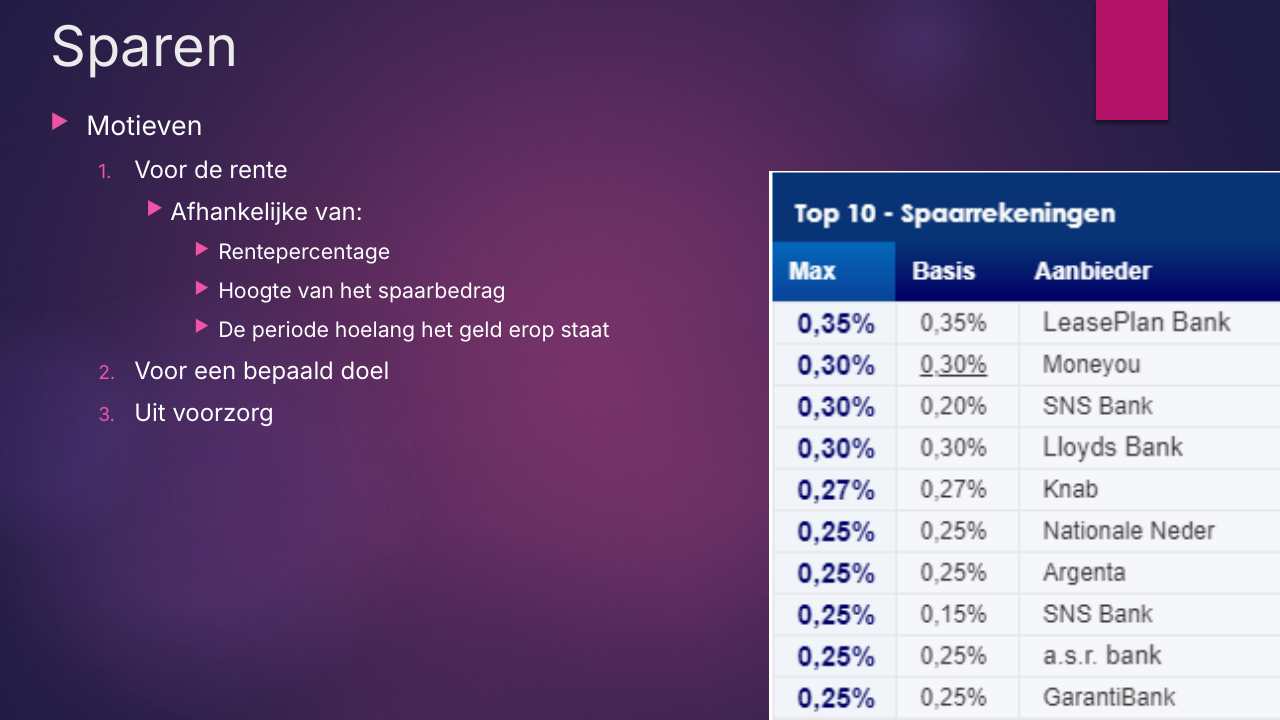 Sparen
Motieven
1. Voor de rente
Afhankelijke van:
Rentepercentage
Hoogte van het spaarbedrag
De periode hoelang het geld erop staat
2. Voor een bepaald doel
3. Uit voorzorg
Top 10 - Spaarrekeningen
Max Basis Aanbieder
0,35% 0,35% LeasePlan Bank
0,30% 0,30% Moneyou
0,30% 0,20% SNS Bank
0,30% 0,30% Lloyds Bank
0,27% 0,27% Knab
0,25% 0,25% Nationale Neder
0,25% 0,25% Argenta
0,25% 0,15% SNS Bank
0,25% 0,25% a.s.r. bank
0,25% 0,25% GarantiBank